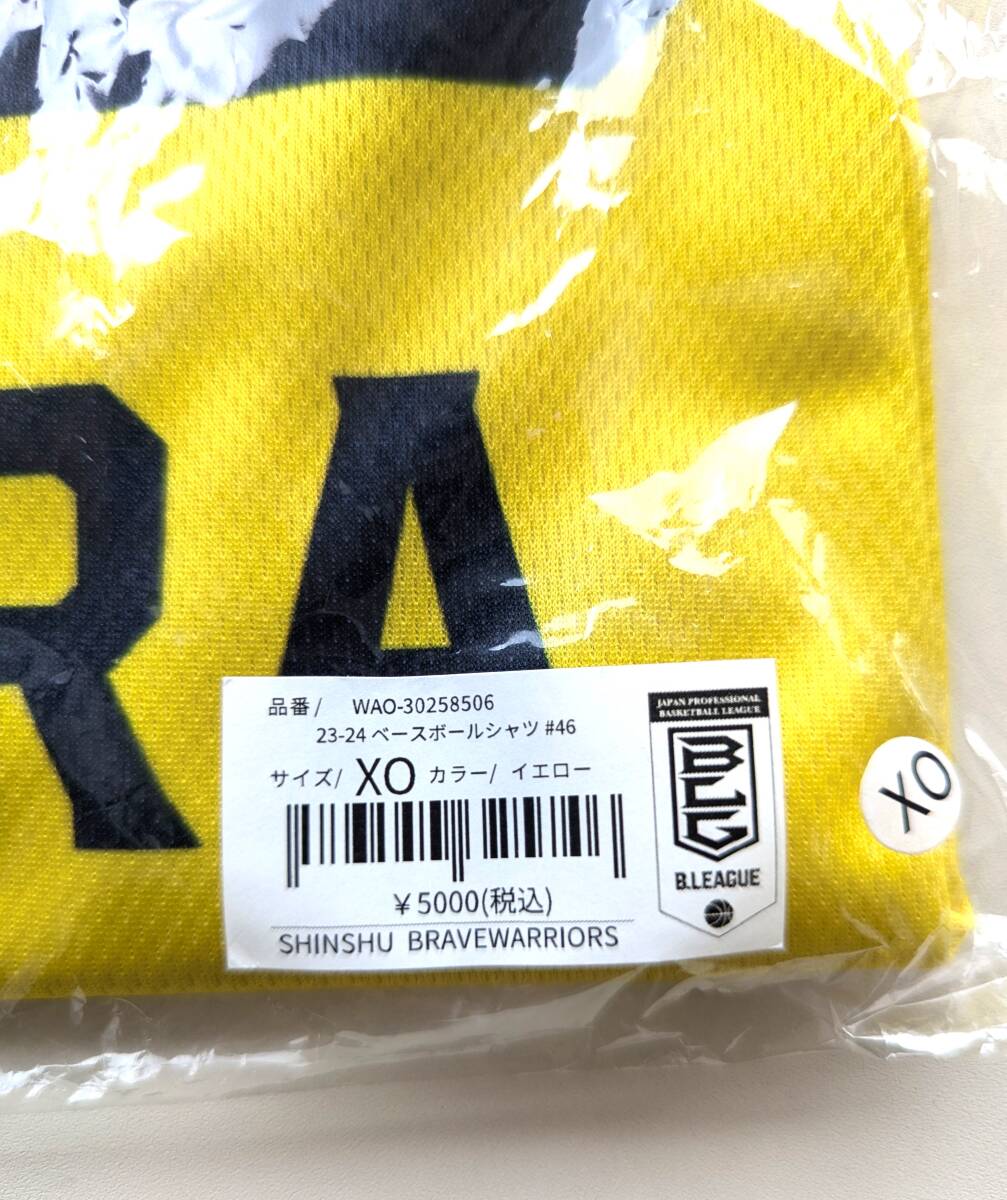 RA
品番/ WAO-30258506
23-24 ベースボールシャツ #46
サイズ/ XO カラー/ イエロー
¥5000(税込)
SHINSHU BRAVEWARRIORS
JAPAN PROFESSIONAL
BASKETBALL LEAGUE
BLG
B.LEAGUE
XO